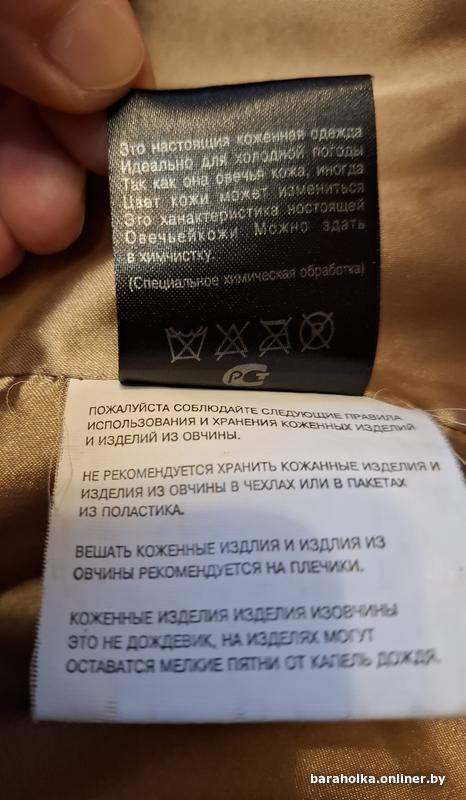 Это настоящия коженная одежда
Идеально для холодной погоды
Так как она овечья кожа, иногда
Цвет кожи может измениться
Это ханактеристика ностоящей
Овечьейкожи Можно здать
в химчистку.
(Специальное химическая обработка)
РСТ
ПОЖАЛУЙСТА СОБЛЮДАЙТЕ СЛЕДУЮЩИЕ ПРАВИЛА
ИСПОЛЬЗОВАНИЯ И ХРАНЕНИЯ КОЖЕННЫХ ИЗДЕЛИЙ
И ИЗДЕЛИЙ ИЗ ОВЧИНЫ.
НЕ РЕКОМЕНДУЕТСЯ ХРАНИТЬ КОЖАННЫЕ ИЗДЕЛИЯ И
ИЗДЕЛИЯ ИЗ ОВЧИНЫ В ЧЕХЛАХ ИЛИ В ПАКЕТАХ
ИЗ ПОЛАСТИКА.
ВЕШАТЬ КОЖЕННЫЕ ИЗДЛИЯ И ИЗДЛИЯ ИЗ
ОВЧИНЫ РЕКОМЕНДУЕТСЯ НА ПЛЕЧИКИ.
КОЖЕННЫЕ ИЗДЕЛИЯ ИЗДЕЛИЯ ИЗОВЧИНЫ
ЭТО НЕ ДОЖДЕВИК, НА ИЗДЕЛЯХ МОГУТ
ОСТАВАТСЯ МЕЛКИЕ ПЯТНИ ОТ КАПЕЛЬ ДОЖДЯ.
baraholka.onliner.by